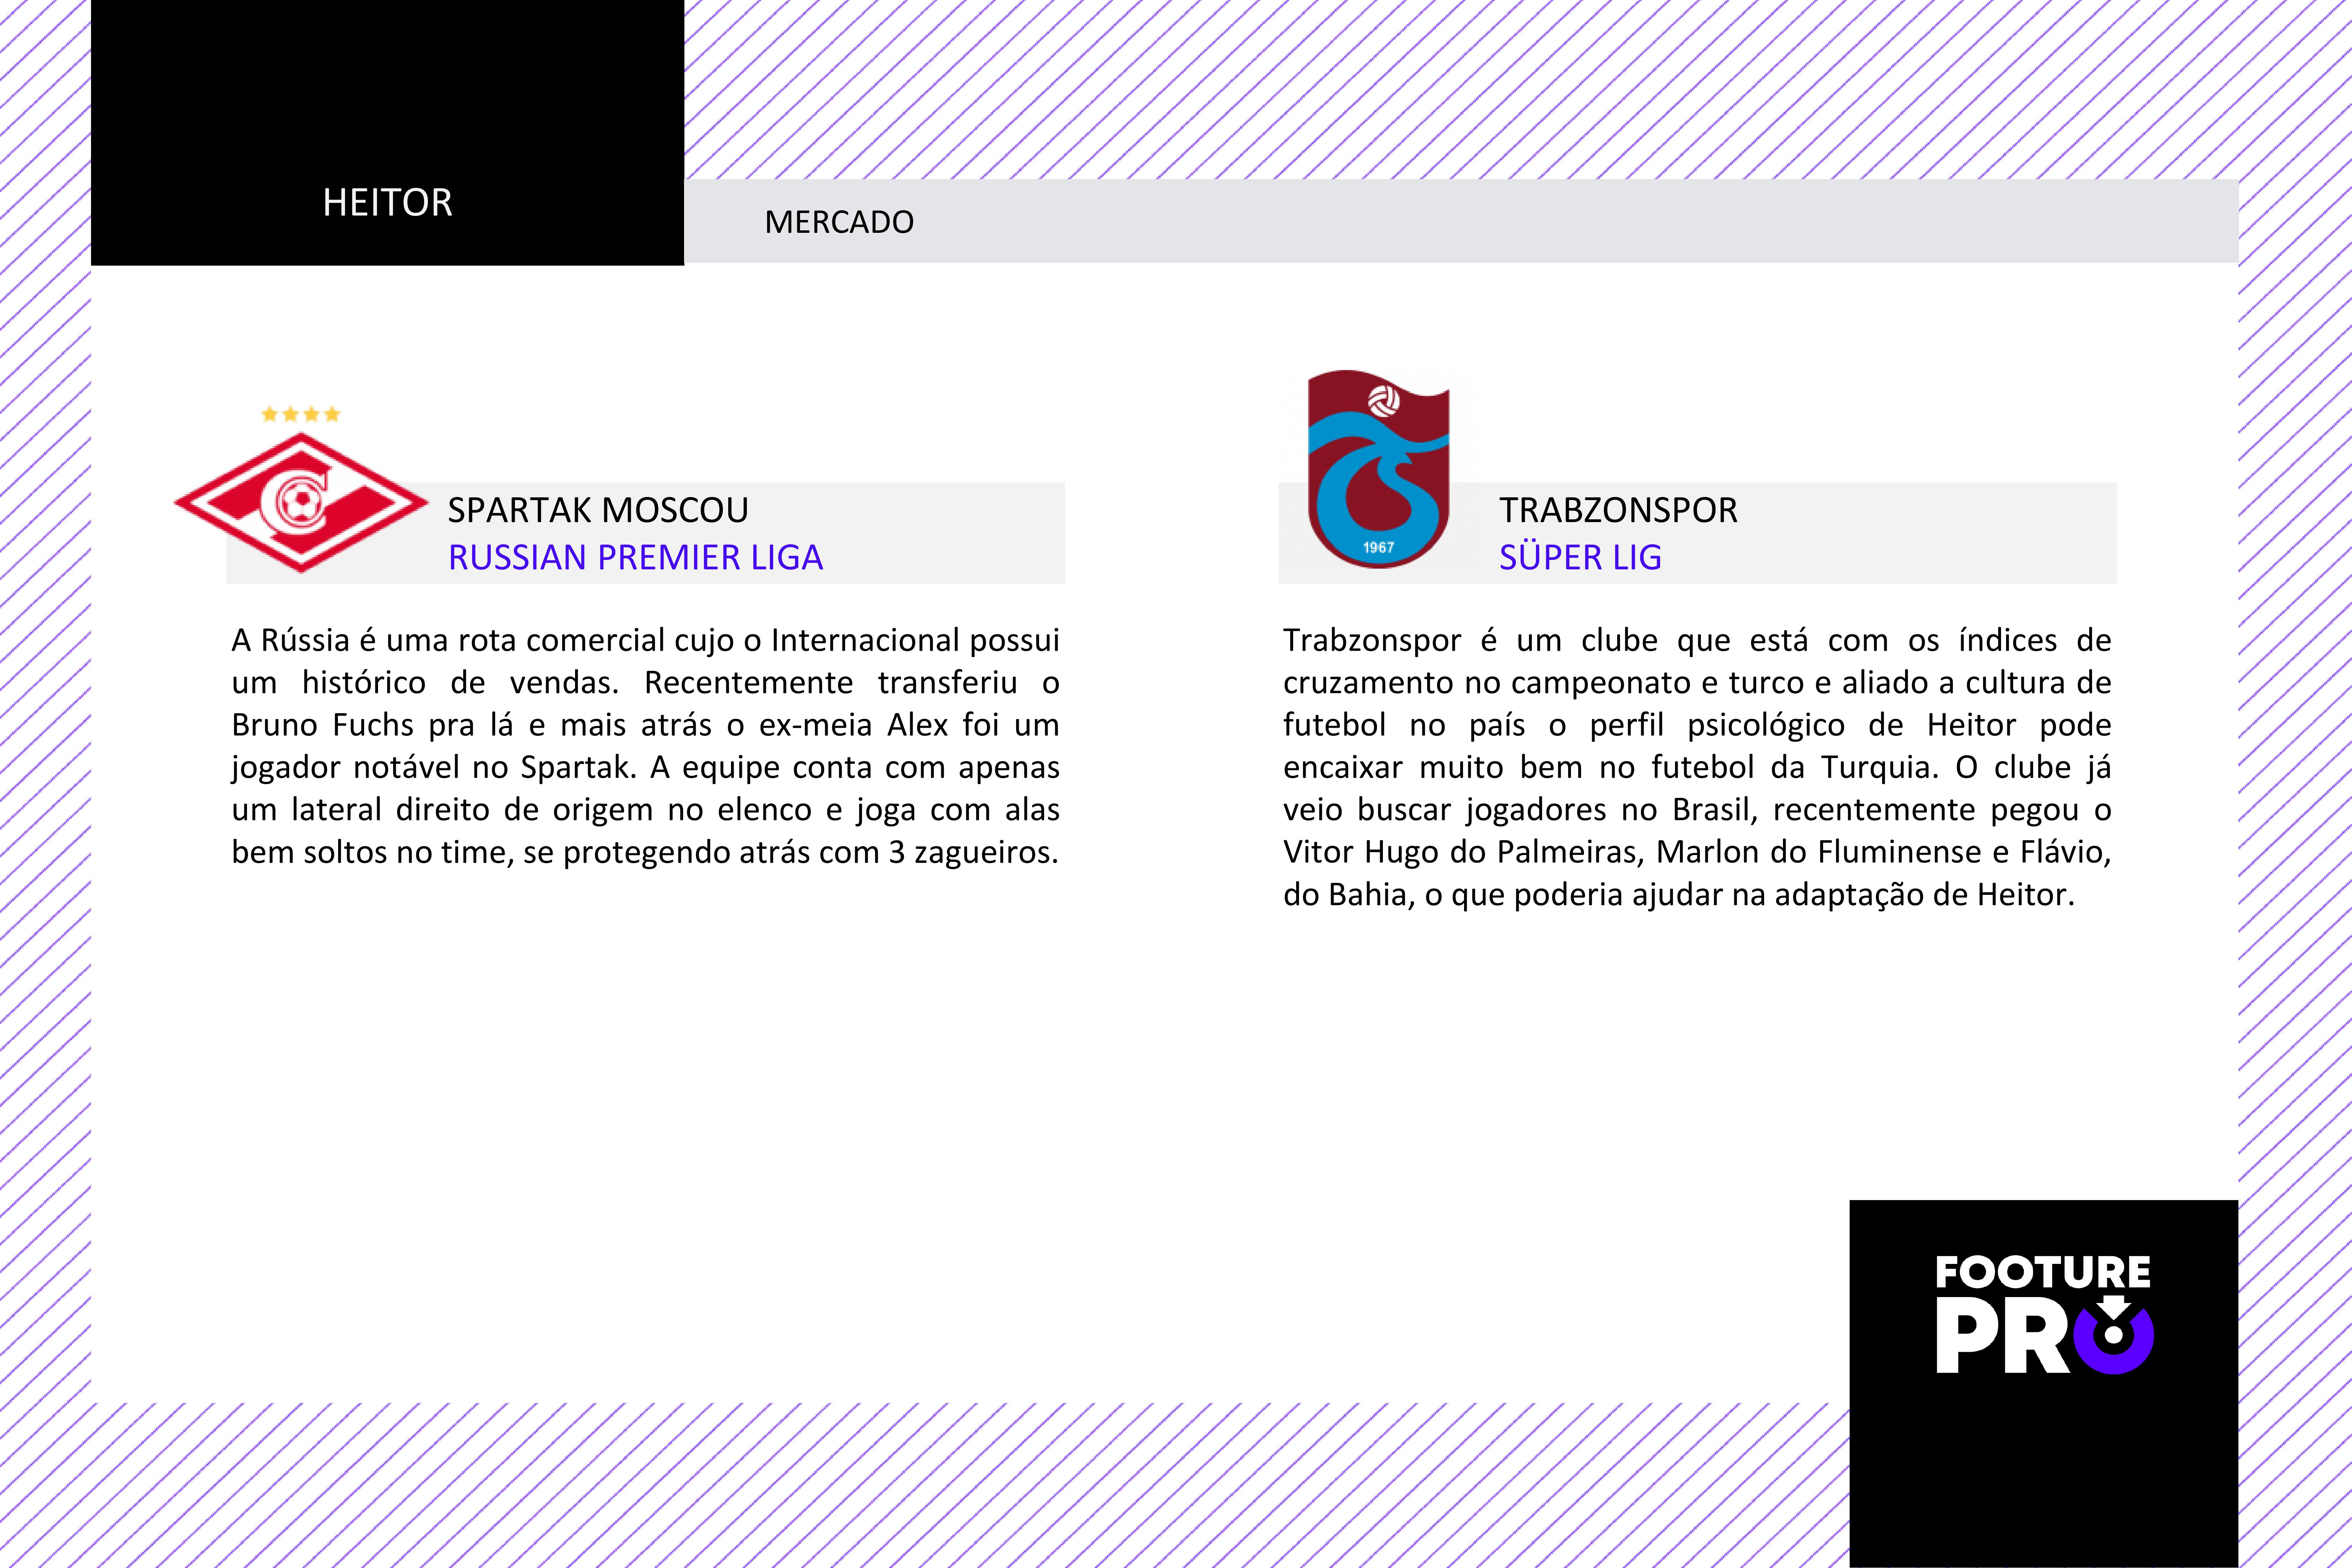 HEITOR
MERCADO
SPARTAK MOSCOU
RUSSIAN PREMIER LIGA
A Rússia é uma rota comercial cujo o Internacional possui
um histórico de vendas. Recentemente transferiu o
Bruno Fuchs pra lá e mais atrás o ex-meia Alex foi um
jogador notável no Spartak. A equipe conta com apenas
um lateral direito de origem no elenco e joga com alas
bem soltos no time, se protegendo atrás com 3 zagueiros.
1967
TRABZONSPOR
SÜPER LIG
Trabzonspor é um clube que está com os índices de
cruzamento no campeonato e turco e aliado a cultura de
futebol no país o perfil psicológico de Heitor pode
encaixar muito bem no futebol da Turquia. O clube já
veio buscar jogadores no Brasil, recentemente pegou o
Vitor Hugo do Palmeiras, Marlon do Fluminense e Flávio,
do Bahia, o que poderia ajudar na adaptação de Heitor.
FOOTURE
PRO